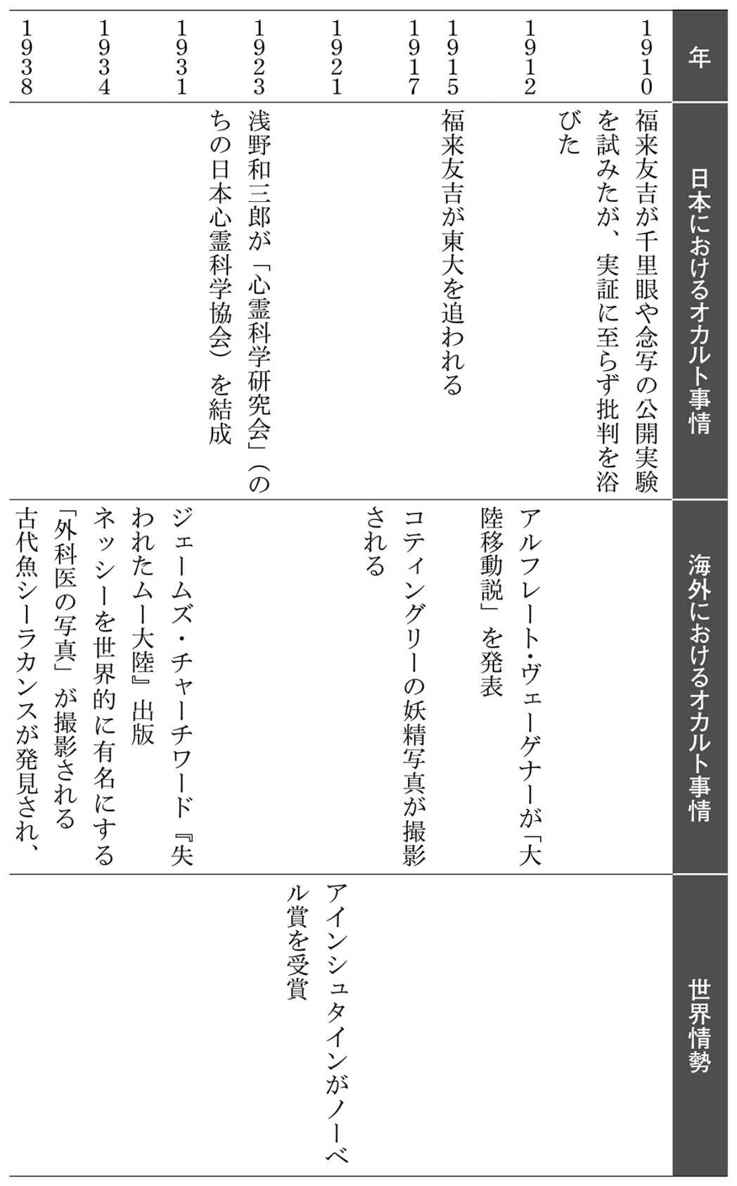 年
日本におけるオカルト事情
海外におけるオカルト事情
世界情勢
1910
福来友吉が千里眼や念写の公開実験
を試みたが、実証に至らず批判を浴
びた
1912
アルフレート・ヴェーゲナーが「大
陸移動説」を発表
1915
福来友吉が東大を追われる
1917
コティングリーの妖精写真が撮影
される
1921
アインシュタインがノーベ
ル賞を受賞
1923
浅野和三郎が「心霊科学研究会」（の
ちの日本心霊科学協会）を結成
1931
ジェームズ・チャーチワード『失
われたムー大陸』出版
1934
ネッシーを世界的に有名にする
「外科医の写真」が撮影される
1938
古代魚シーラカンスが発見され、